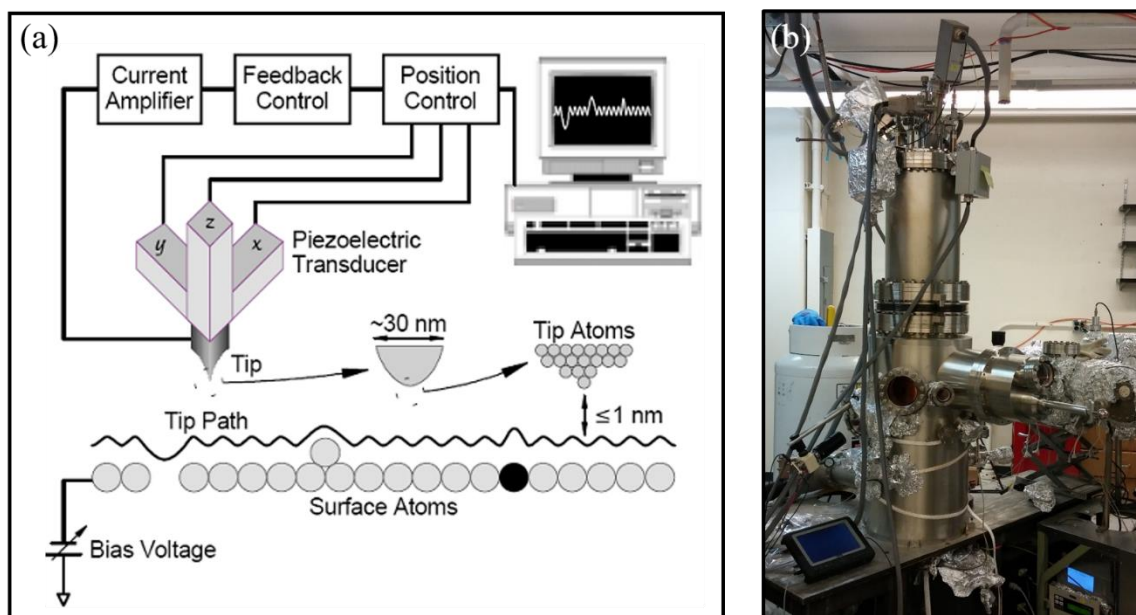 (a)
Current
Amplifier
Feedback
Control
Position
Control
y
z
x
Piezoelectric
Transducer
~30 nm
Tip Atoms
Tip
≤1 nm
Tip Path
Surface Atoms
Bias Voltage
(b)